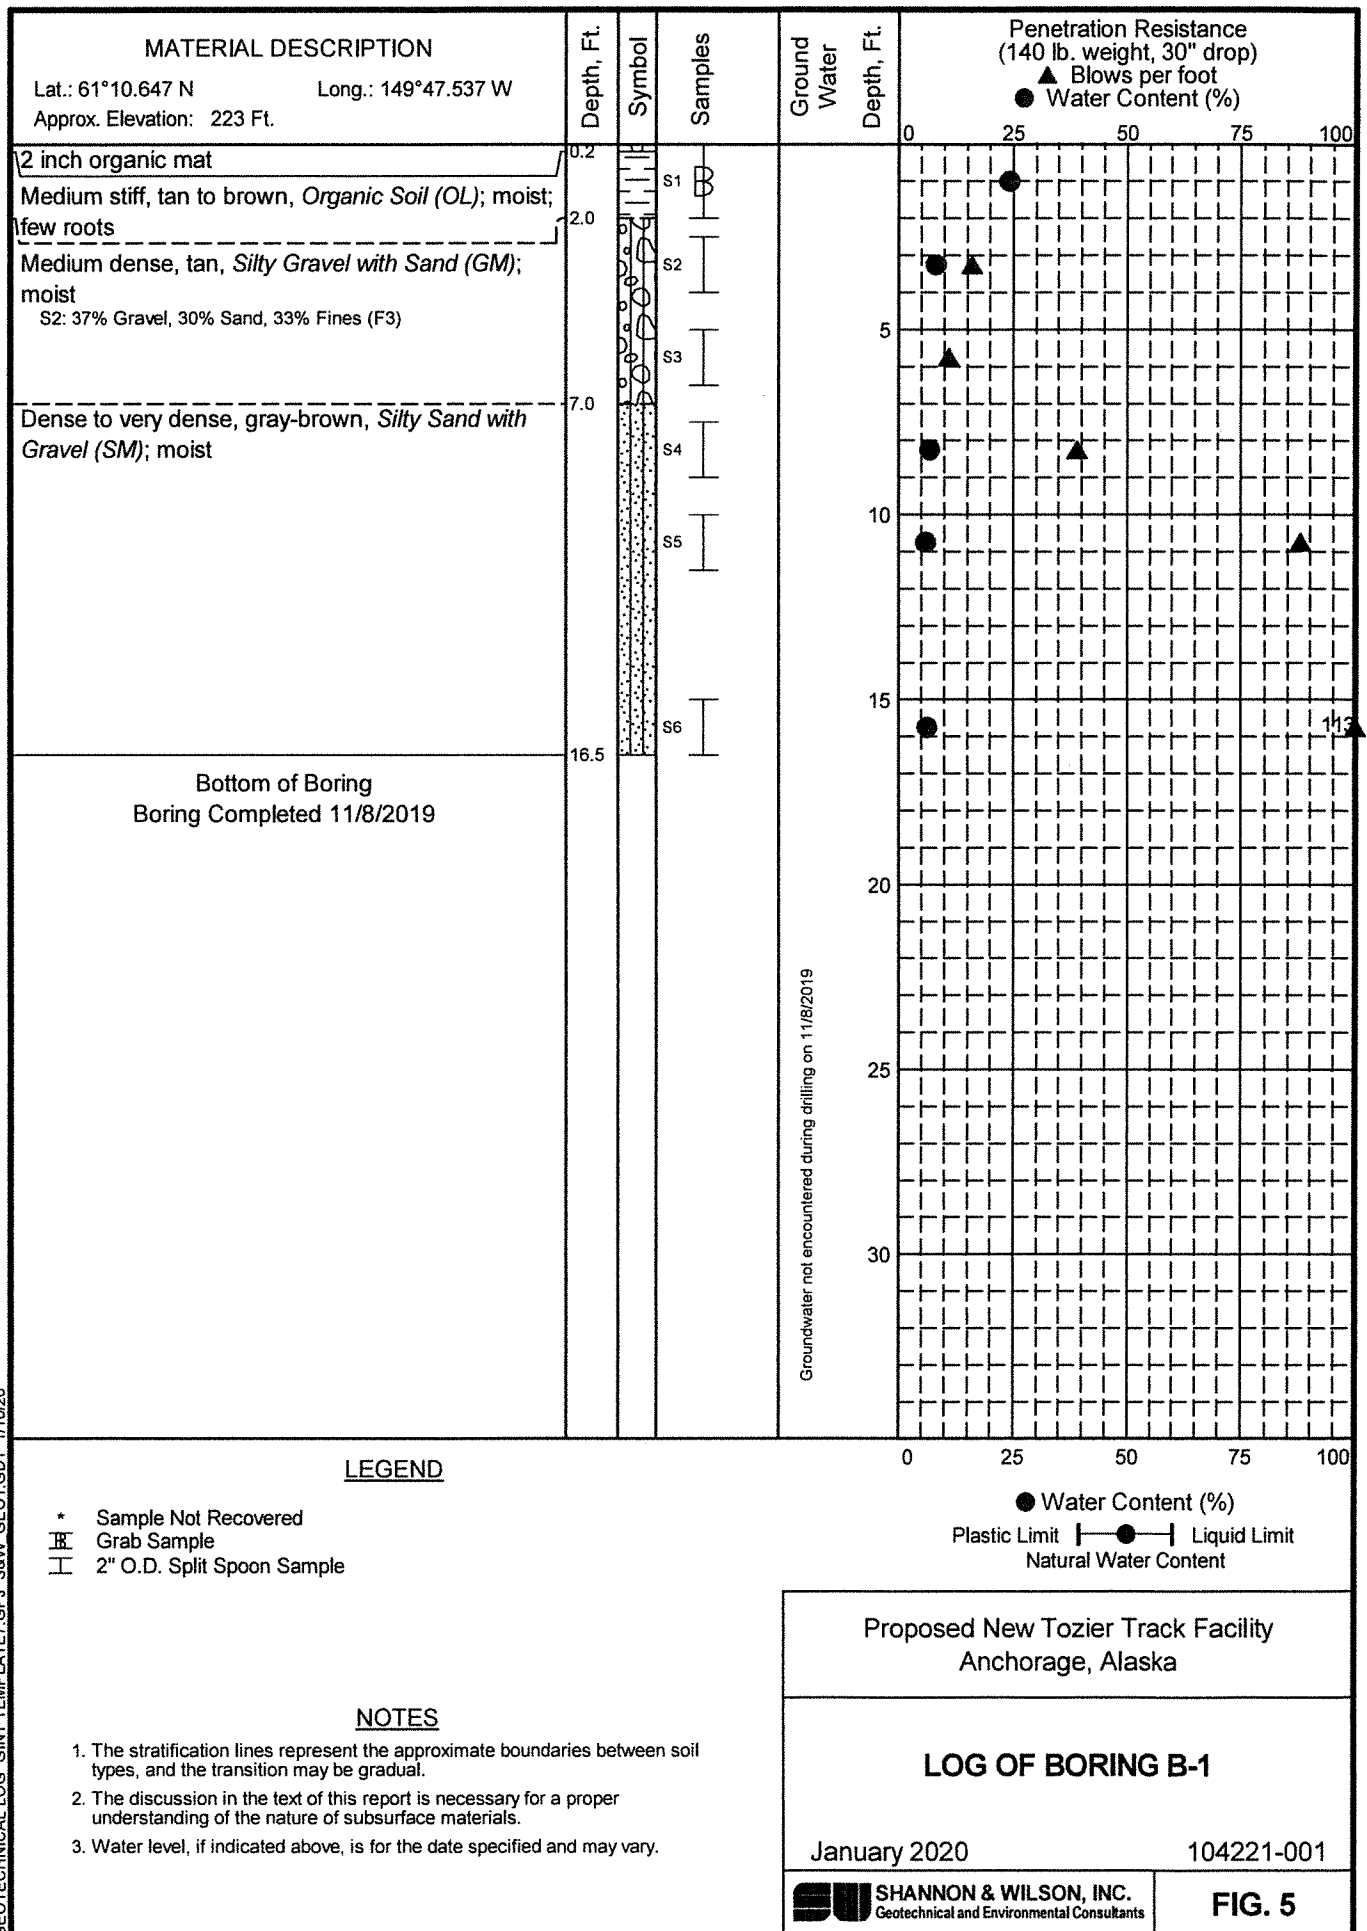 MATERIAL DESCRIPTION
Lat.: 61°10.647 N Long.: 149°47.537 W
Approx. Elevation: 223 Ft.
Depth, Ft.
Symbol
Samples
Ground
Water
Depth, Ft.
Penetration Resistance
(140 lb. weight, 30" drop)
▲ Blows per foot
● Water Content (%)
0 25 50 75 100
2 inch organic mat
0.2
Medium stiff, tan to brown, Organic Soil (OL); moist;
few roots
2.0
S1
Medium dense, tan, Silty Gravel with Sand (GM);
moist
S2: 37% Gravel, 30% Sand, 33% Fines (F3)
S2
5
S3
7.0
Dense to very dense, gray-brown, Silty Sand with
Gravel (SM); moist
S4
10
S5
15
S6
113
16.5
Bottom of Boring
Boring Completed 11/8/2019
20
25
30
Groundwater not encountered during drilling on 11/8/2019
0 25 50 75 100
LEGEND
* Sample Not Recovered
Grab Sample
2" O.D. Split Spoon Sample
● Water Content (%)
Plastic Limit Liquid Limit
Natural Water Content
NOTES
1. The stratification lines represent the approximate boundaries between soil
types, and the transition may be gradual.
2. The discussion in the text of this report is necessary for a proper
understanding of the nature of subsurface materials.
3. Water level, if indicated above, is for the date specified and may vary.
Proposed New Tozier Track Facility
Anchorage, Alaska
LOG OF BORING B-1
January 2020 104221-001
SHANNON & WILSON, INC.
Geotechnical and Environmental Consultants
FIG. 5